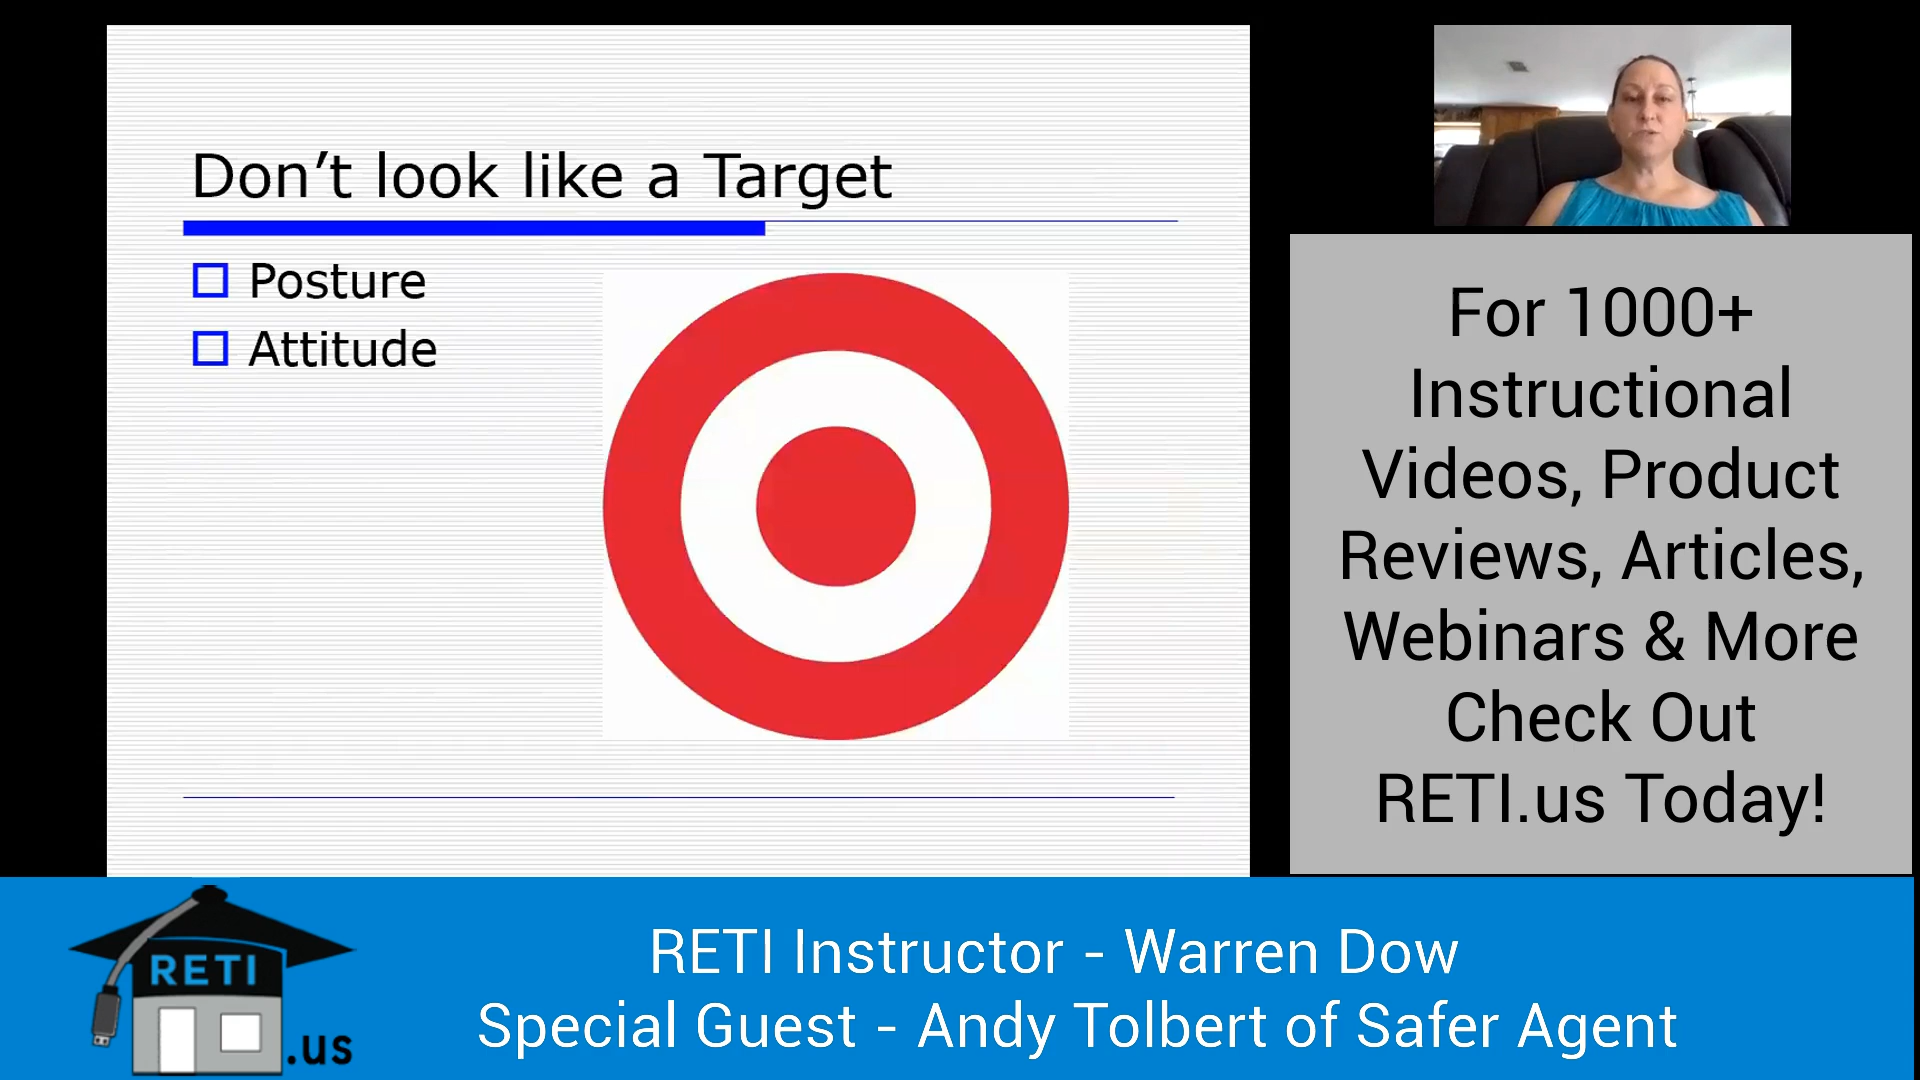 Don’t look like a Target
Posture
Attitude
For 1000+
Instructional
Videos, Product
Reviews, Articles,
Webinars & More
Check Out
RETI.us Today!
RETI
.us
RETI Instructor - Warren Dow
Special Guest - Andy Tolbert of Safer Agent